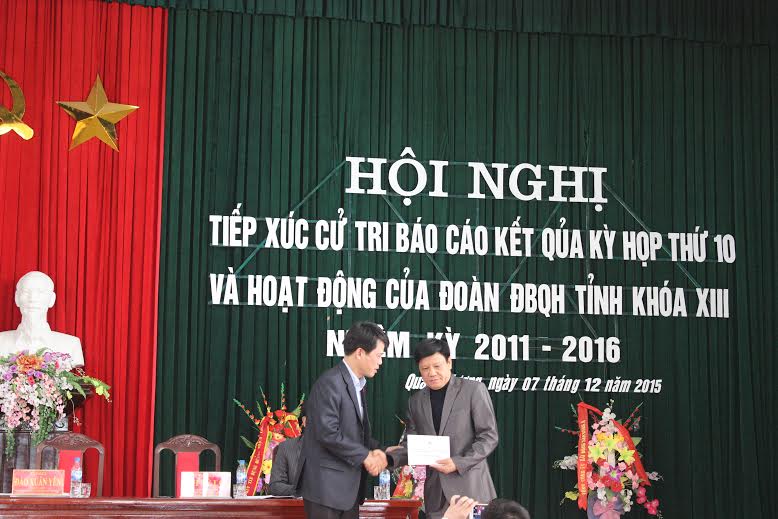 HỘI NGHỊ
TIẾP XÚC CỬ TRI BÁO CÁO KẾT QỦA KỲ HỌP THỨ 10
VÀ HOẠT ĐỘNG CỦA ĐOÀN ĐBQH TỈNH KHÓA XIII
KỲ 2011 - 2016
ngày 07 tháng 12 năm 2015
ĐÀO XUÂN YÊN